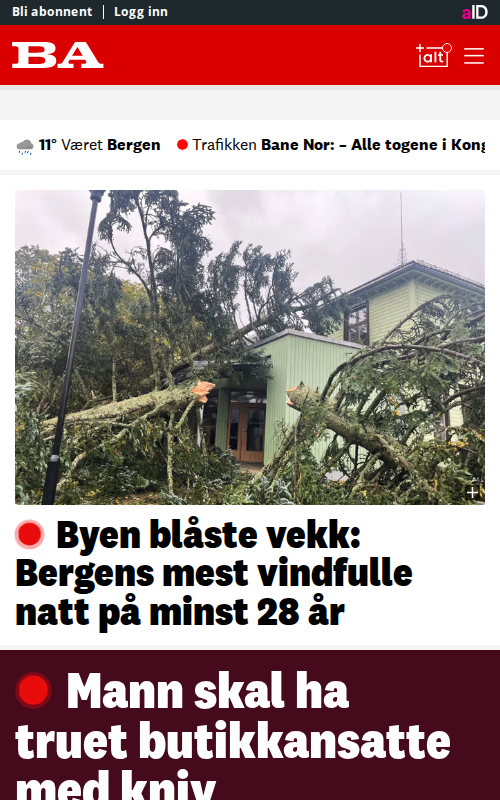 Bli abonnent
Logg inn
aID
BA
+alt
11° Været Bergen
Trafikken Bane Nor: – Alle togene i Kong
Byen blåste vekk:
Bergens mest vindfulle
natt på minst 28 år
Mann skal ha
truet butikkansatte
med kniv